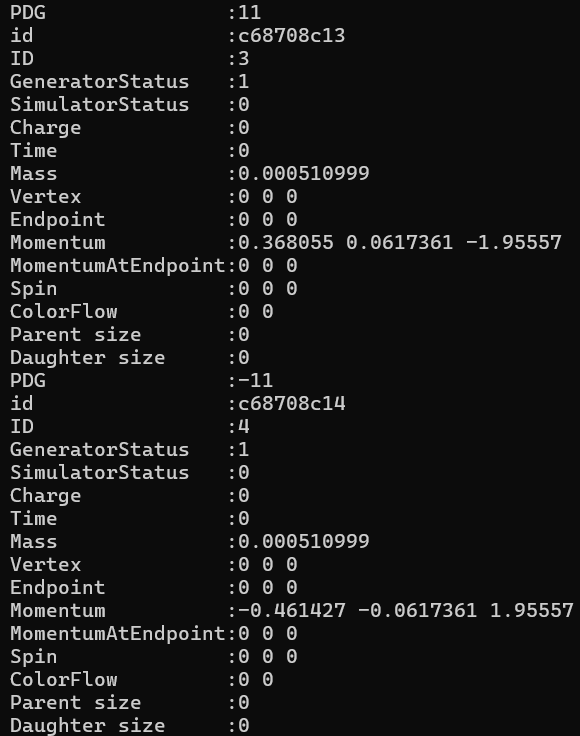 PDG               :11
id                :c68708c13
ID                :3
GeneratorStatus   :1
SimulatorStatus   :0
Charge            :0
Time              :0
Mass              :0.000510999
Vertex            :0 0 0
Endpoint          :0 0 0
Momentum          :0.368055 0.0617361 -1.95557
MomentumAtEndpoint:0 0 0
Spin              :0 0 0
ColorFlow         :0 0
Parent size       :0
Daughter size     :0
PDG               :-11
id                :c68708c14
ID                :4
GeneratorStatus   :1
SimulatorStatus   :0
Charge            :0
Time              :0
Mass              :0.000510999
Vertex            :0 0 0
Endpoint          :0 0 0
Momentum          :-0.461427 -0.0617361 1.95557
MomentumAtEndpoint:0 0 0
Spin              :0 0 0
ColorFlow         :0 0
Parent size       :0
Daughter size     :0